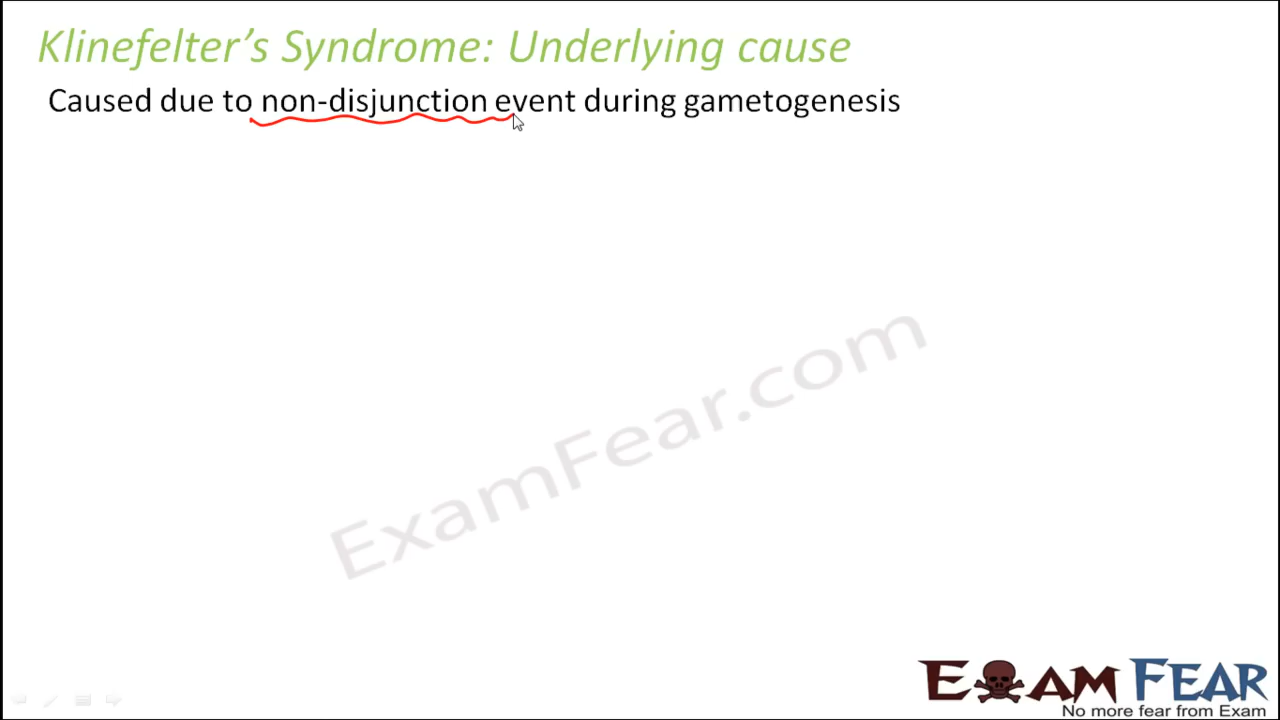 Klinefelter’s Syndrome: Underlying cause
Caused due to non-disjunction event during gametogenesis
ExamFear.com
EXAM FEAR
No more fear from Exam